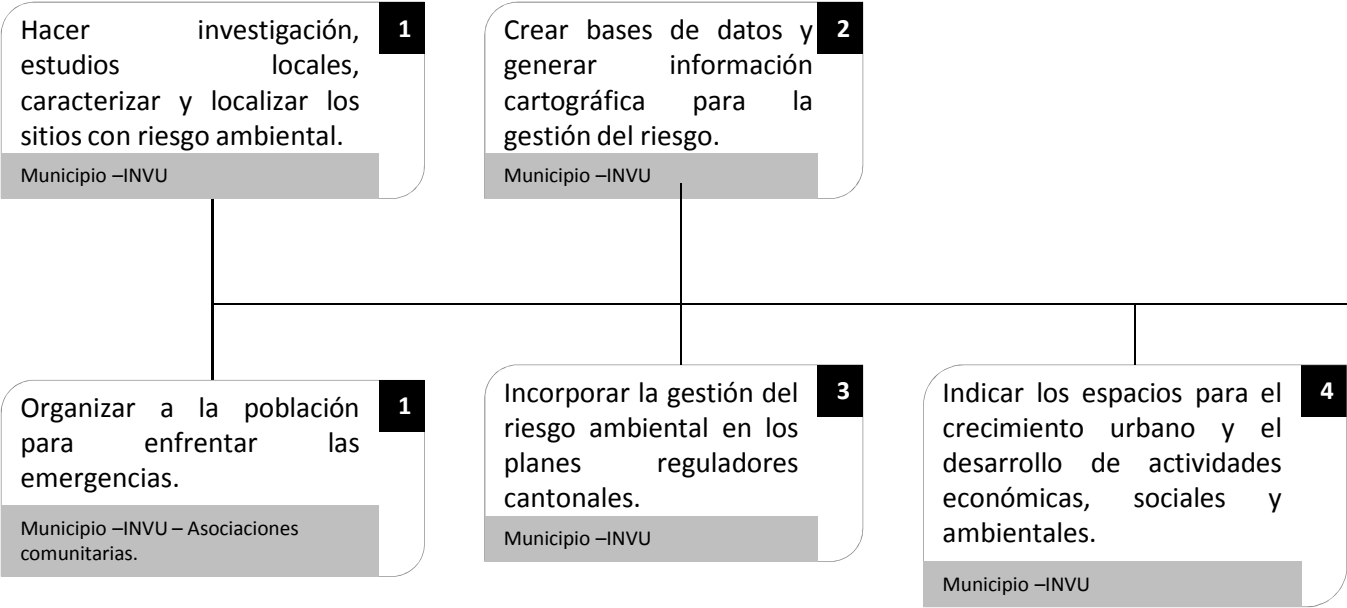 Hacer investigación,
estudios locales,
caracterizar y localizar los
sitios con riesgo ambiental.
1
Municipio –INVU
Crear bases de datos y
generar información
cartográfica para la
gestión del riesgo.
2
Municipio –INVU
Organizar a la población
para enfrentar las
emergencias.
1
Municipio –INVU – Asociaciones
comunitarias.
Incorporar la gestión del
riesgo ambiental en los
planes reguladores
cantonales.
3
Municipio –INVU
Indicar los espacios para el
crecimiento urbano y el
desarrollo de actividades
económicas, sociales y
ambientales.
4
Municipio –INVU